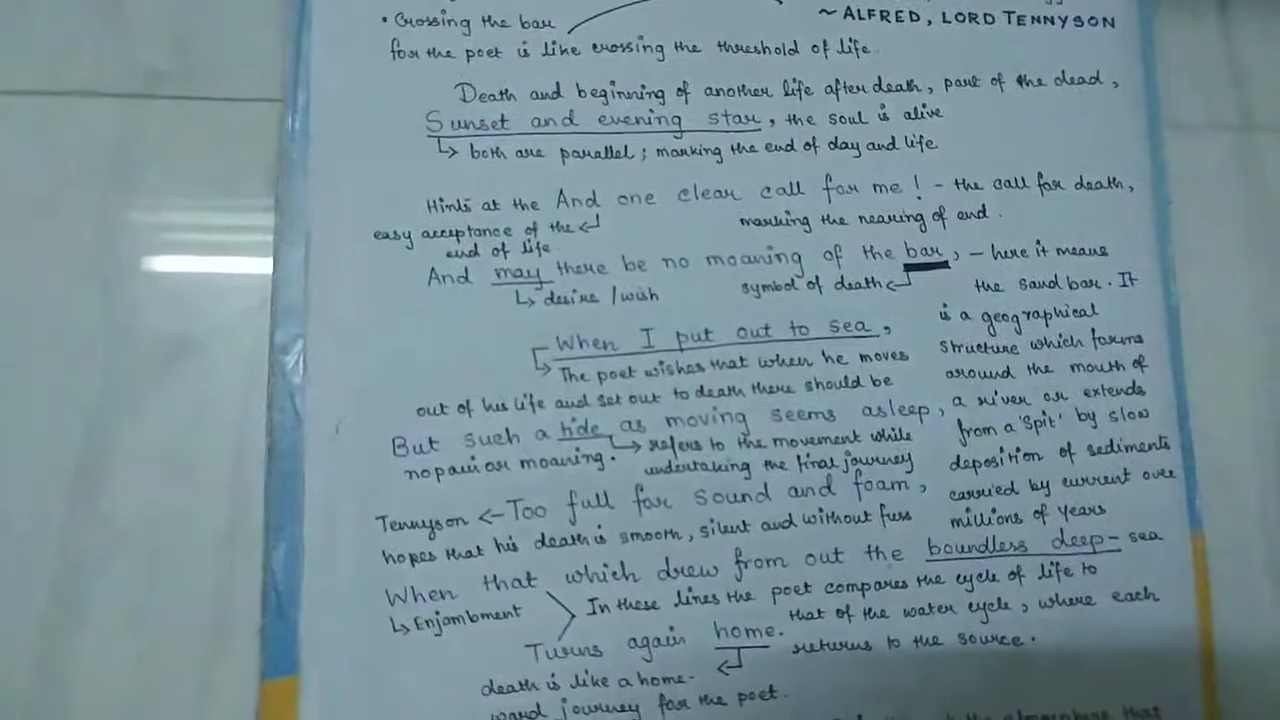 • Crossing the bar
~ ALFRED, LORD TENNYSON
for the poet is like crossing the threshold of life.
Death and beginning of another life after death, part of the dead,
Sunset and evening star, the soul is alive
↳ both are parallel; marking the end of day and life
Hints at the And one clear call for me! - the call for death,
easy acceptance of the end of life
marking the nearing of end.
And may there be no moaning of the bar, - here it means
↳ desire / wish
symbol of death
the sand bar. It
is a geographical
structure which forms
around the mouth of
a river or extends
from a 'spit' by slow
deposition of sediments
carried by current over
millions of years
When I put out to sea,
↳ The poet wishes that when he moves
out of his life and set out to death there should be
no pain or moaning.
But such a tide as moving seems asleep,
↳ refers to the movement while
undertaking the final journey
Tennyson ← Too full for sound and foam,
hopes that his death is smooth, silent and without fuss
When that which drew from out the boundless deep - sea
↳ Enjambment
In these lines the poet compares the cycle of life to
that of the water cycle, where each
returns to the source.
Turns again home.
death is like a home-
ward journey for the poet.